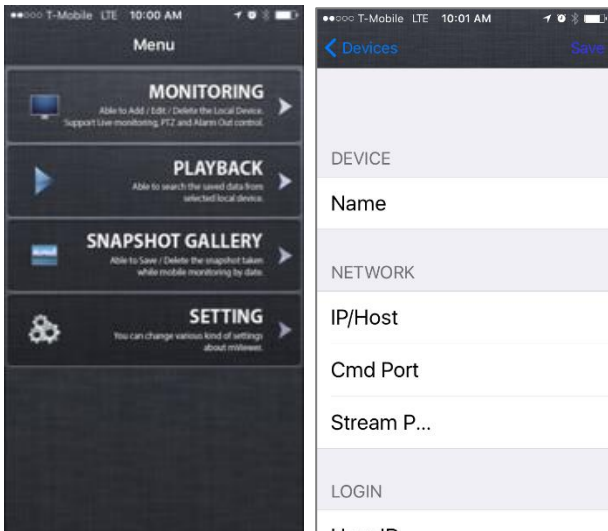 ●●○○○ T-Mobile LTE 10:00 AM
Menu
MONITORING
Able to Add / Edit / Delete the Local Device.
Support Live monitoring, PTZ and Alarm Out control.
PLAYBACK
Able to search the saved data from
selected local device.
SNAPSHOT GALLERY
Able to Save / Delete the snapshot taken
while mobile monitoring by date.
SETTING
You can change various kind of settings
about mViewer.
●●○○○ T-Mobile LTE 10:01 AM
Devices Save
DEVICE
Name
NETWORK
IP/Host
Cmd Port
Stream P...
LOGIN